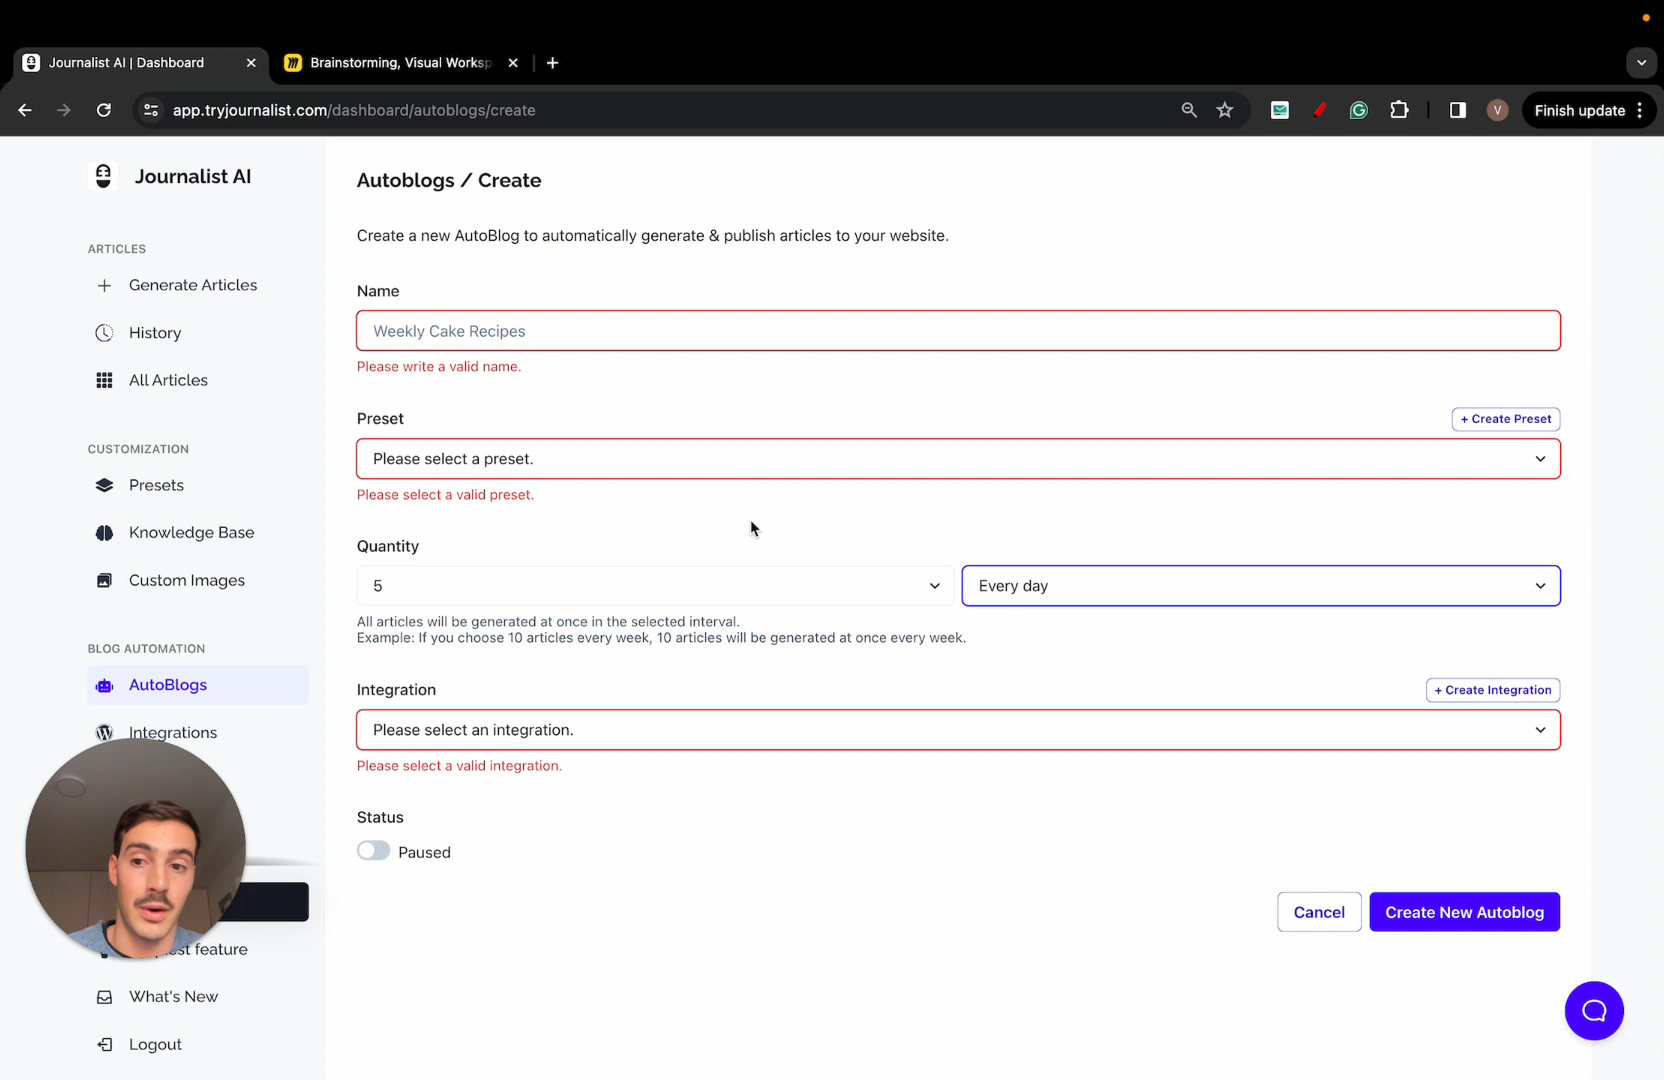 Journalist AI | Dashboard
Brainstorming, Visual Worksp
app.tryjournalist.com/dashboard/autoblogs/create
V
Finish update
Journalist AI
ARTICLES
Generate Articles
History
All Articles
CUSTOMIZATION
Presets
Knowledge Base
Custom Images
BLOG AUTOMATION
AutoBlogs
Integrations
st feature
What's New
Logout
Autoblogs / Create
Create a new AutoBlog to automatically generate & publish articles to your website.
Name
Weekly Cake Recipes
Please write a valid name.
Preset
+ Create Preset
Please select a preset.
Please select a valid preset.
Quantity
5
Every day
All articles will be generated at once in the selected interval.
Example: If you choose 10 articles every week, 10 articles will be generated at once every week.
Integration
+ Create Integration
Please select an integration.
Please select a valid integration.
Status
Paused
Cancel
Create New Autoblog